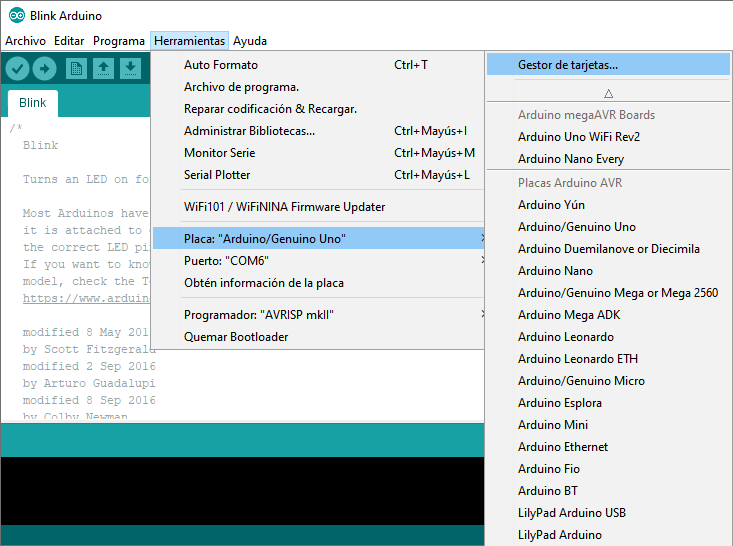 Blink Arduino
Archivo Editar Programa Herramientas Ayuda
Blink
/*
Blink
Turns an LED on fo
Most Arduinos have
it is attached to
the correct LED pi
If you want to know
model, check the T
https://www.arduin
modified 8 May 201
by Scott Fitzgerald
modified 2 Sep 2016
by Arturo Guadalupi
modified 8 Sep 2016
by Colby Newman
Auto Formato Ctrl+T
Archivo de programa.
Reparar codificación & Recargar.
Administrar Bibliotecas... Ctrl+Mayús+I
Monitor Serie Ctrl+Mayús+M
Serial Plotter Ctrl+Mayús+L
WiFi101 / WiFiNINA Firmware Updater
Placa: "Arduino/Genuino Uno"
Puerto: "COM6"
Obtén información de la placa
Programador: "AVRISP mkII"
Quemar Bootloader
Gestor de tarjetas...
Arduino megaAVR Boards
Arduino Uno WiFi Rev2
Arduino Nano Every
Placas Arduino AVR
Arduino Yún
Arduino/Genuino Uno
Arduino Duemilanove or Diecimila
Arduino Nano
Arduino/Genuino Mega or Mega 2560
Arduino Mega ADK
Arduino Leonardo
Arduino Leonardo ETH
Arduino/Genuino Micro
Arduino Esplora
Arduino Mini
Arduino Ethernet
Arduino Fio
Arduino BT
LilyPad Arduino USB
LilyPad Arduino